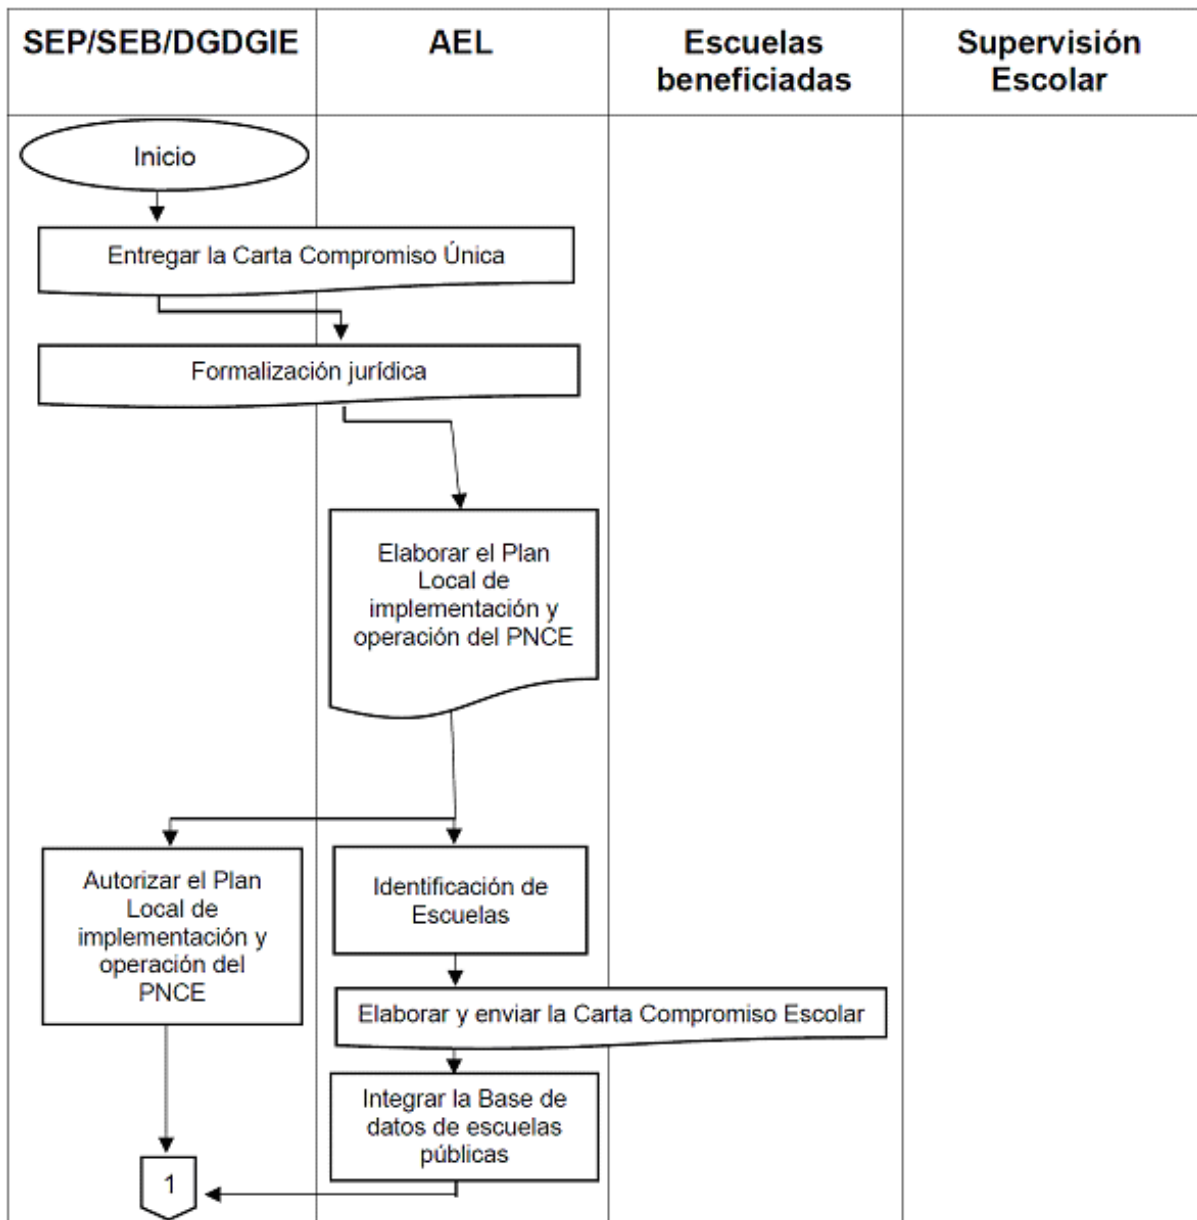 SEP/SEB/DGDGIE
AEL
Escuelas
beneficiadas
Supervisión
Escolar
Inicio
Entregar la Carta Compromiso Única
Formalización jurídica
Elaborar el Plan
Local de
implementación y
operación del PNCE
Autorizar el Plan
Local de
implementación y
operación del
PNCE
Identificación de
Escuelas
Elaborar y enviar la Carta Compromiso Escolar
Integrar la Base de
datos de escuelas
públicas
1